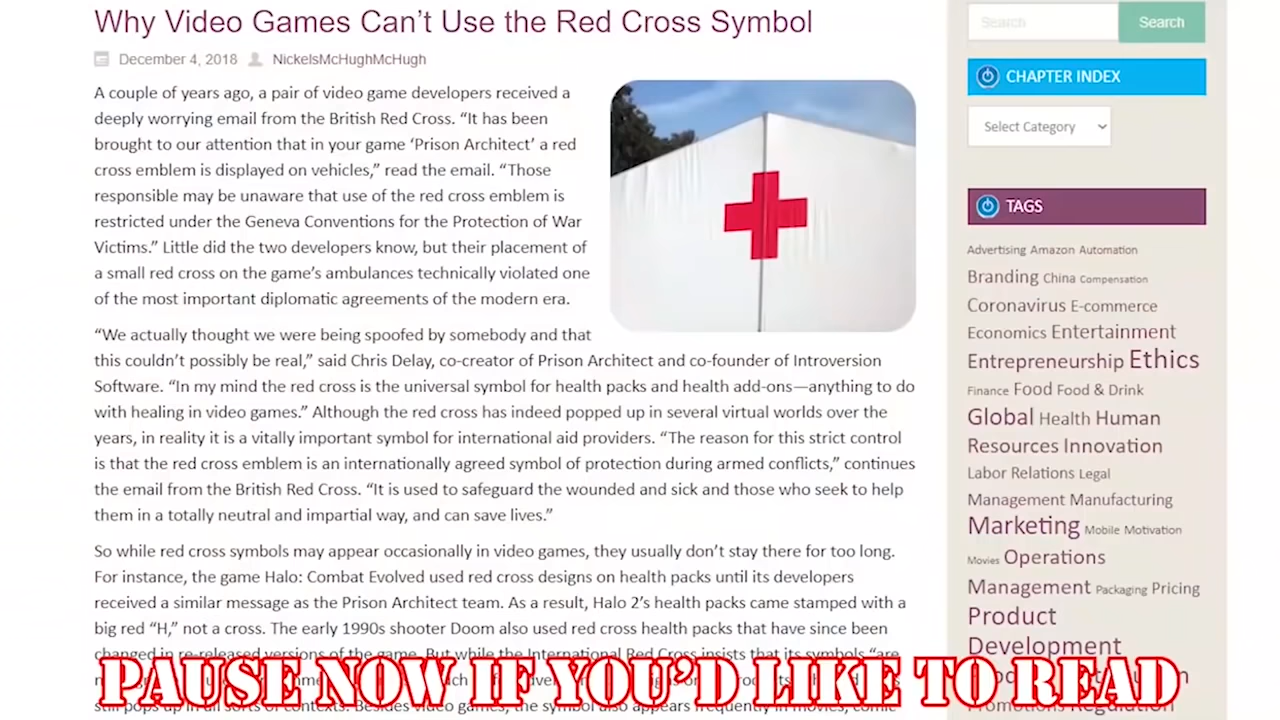 Why Video Games Can't Use the Red Cross Symbol
December 4, 2018 NickelsMcHughMcHugh
A couple of years ago, a pair of video game developers received a
deeply worrying email from the British Red Cross. “It has been
brought to our attention that in your game ‘Prison Architect’ a red
cross emblem is displayed on vehicles,” read the email. “Those
responsible may be unaware that use of the red cross emblem is
restricted under the Geneva Conventions for the Protection of War
Victims.” Little did the two developers know, but their placement of
a small red cross on the game’s ambulances technically violated one
of the most important diplomatic agreements of the modern era.
“We actually thought we were being spoofed by somebody and that
this couldn’t possibly be real,” said Chris Delay, co-creator of Prison Architect and co-founder of Introversion
Software. “In my mind the red cross is the universal symbol for health packs and health add-ons—anything to do
with healing in video games.” Although the red cross has indeed popped up in several virtual worlds over the
years, in reality it is a vitally important symbol for international aid providers. “The reason for this strict control
is that the red cross emblem is an internationally agreed symbol of protection during armed conflicts,” continues
the email from the British Red Cross. “It is used to safeguard the wounded and sick and those who seek to help
them in a totally neutral and impartial way, and can save lives.”
So while red cross symbols may appear occasionally in video games, they usually don’t stay there for too long.
For instance, the game Halo: Combat Evolved used red cross designs on health packs until its developers
received a similar message as the Prison Architect team. As a result, Halo 2’s health packs came stamped with a
big red “H,” not a cross. The early 1990s shooter Doom also used red cross health packs that have since been
changed in re-released versions of the game. But while the International Red Cross insists that its symbols “are
still pops up in all sorts of contexts. Besides video games, the symbol also appears frequently in movies, comic
PAUSE NOW IF YOU'D LIKE TO READ
Search Search
CHAPTER INDEX
Select Category
TAGS
Advertising Amazon Automation
Branding China Compensation
Coronavirus E-commerce
Economics Entertainment
Entrepreneurship Ethics
Finance Food Food & Drink
Global Health Human
Resources Innovation
Labor Relations Legal
Management Manufacturing
Marketing Mobile Motivation
Movies Operations
Management Packaging Pricing
Product
Development
Promotions Regulation